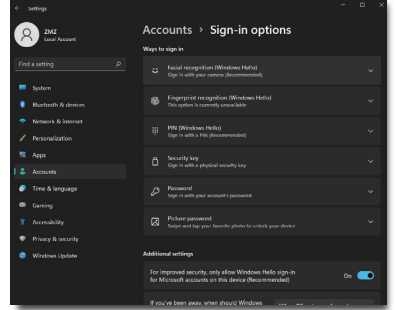 Settings
ZMZ
Local Account
Find a setting
System
Bluetooth & devices
Network & internet
Personalization
Apps
Accounts
Time & language
Gaming
Accessibility
Privacy & security
Windows Update
Accounts > Sign-in options
Ways to sign in
Facial recognition (Windows Hello)
Sign in with your camera (Recommended)
Fingerprint recognition (Windows Hello)
This option is currently unavailable
PIN (Windows Hello)
Sign in with a PIN (Recommended)
Security key
Sign in with a physical security key
Password
Sign in with your account's password
Picture password
Swipe and tap your favorite photo to unlock your device
Additional settings
For improved security, only allow Windows Hello sign-in
for Microsoft accounts on this device (Recommended)
On
If you've been away, when should Windows